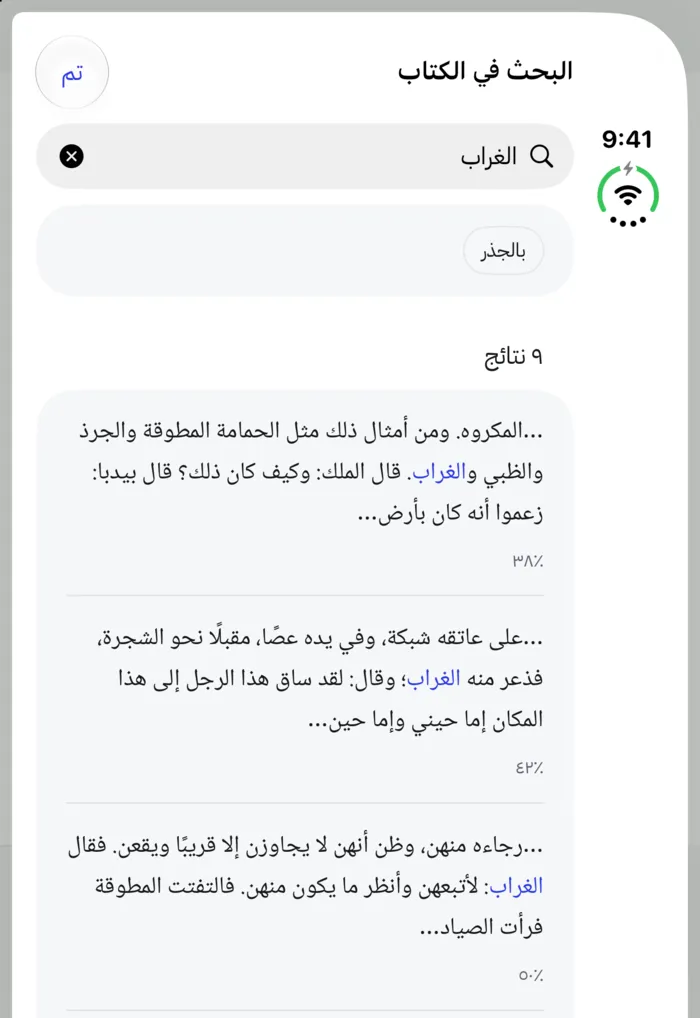 البحث في الكتاب
تم
9:41
الغراب
بالجذر
٩ نتائج
...المكروه. ومن أمثال ذلك مثل الحمامة المطوقة والجرذ
والظبي والغراب. قال الملك: وكيف كان ذلك؟ قال بيدبا:
زعموا أنه كان بأرض...
٣٨٪
...على عاتقه شبكة، وفي يده عصًا، مقبلًا نحو الشجرة،
فذعر منه الغراب؛ وقال: لقد ساق هذا الرجل إلى هذا
المكان إما حيني وإما حين...
٤٢٪
...رجاءه منهن، وظن أنهن لا يجاوزن إلا قريبًا ويقعن. فقال
الغراب: لأتبعهن وأنظر ما يكون منهن. فالتفتت المطوقة
فرأت الصياد...
٥٠٪